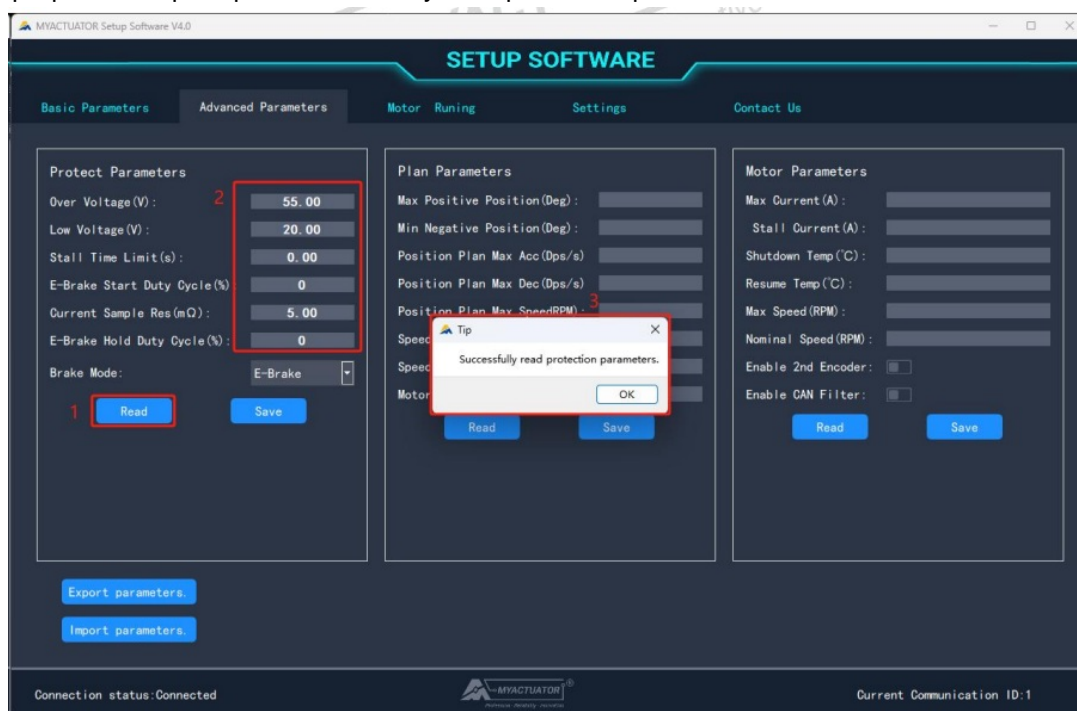 MYACTUATOR Setup Software V4.0
SETUP SOFTWARE
Basic Parameters
Advanced Parameters
Motor Runing
Settings
Contact Us
Protect Parameters
2
Over Voltage(V): 55.00
Low Voltage(V): 20.00
Stall Time Limit(s): 0.00
E-Brake Start Duty Cycle(%) 0
Current Sample Res(mΩ): 5.00
E-Brake Hold Duty Cycle(%): 0
Brake Mode: E-Brake
1
Read
Save
Plan Parameters
Max Positive Position(Deg):
Min Negative Position(Deg):
Position Plan Max Acc(Dps/s)
Position Plan Max Dec(Dps/s)
Position Plan Max SpeedRPM):
3
Speed
Speed
Motor
Tip
Successfully read protection parameters.
OK
Read
Save
Motor Parameters
Max Current(A):
Stall Current(A):
Shutdown Temp(℃):
Resume Temp(℃):
Max Speed(RPM):
Nominal Speed(RPM):
Enable 2nd Encoder:
Enable CAN Filter:
Read
Save
Export parameters.
Import parameters.
Connection status:Connected
MYACTUATOR
®
Current Communication ID:1